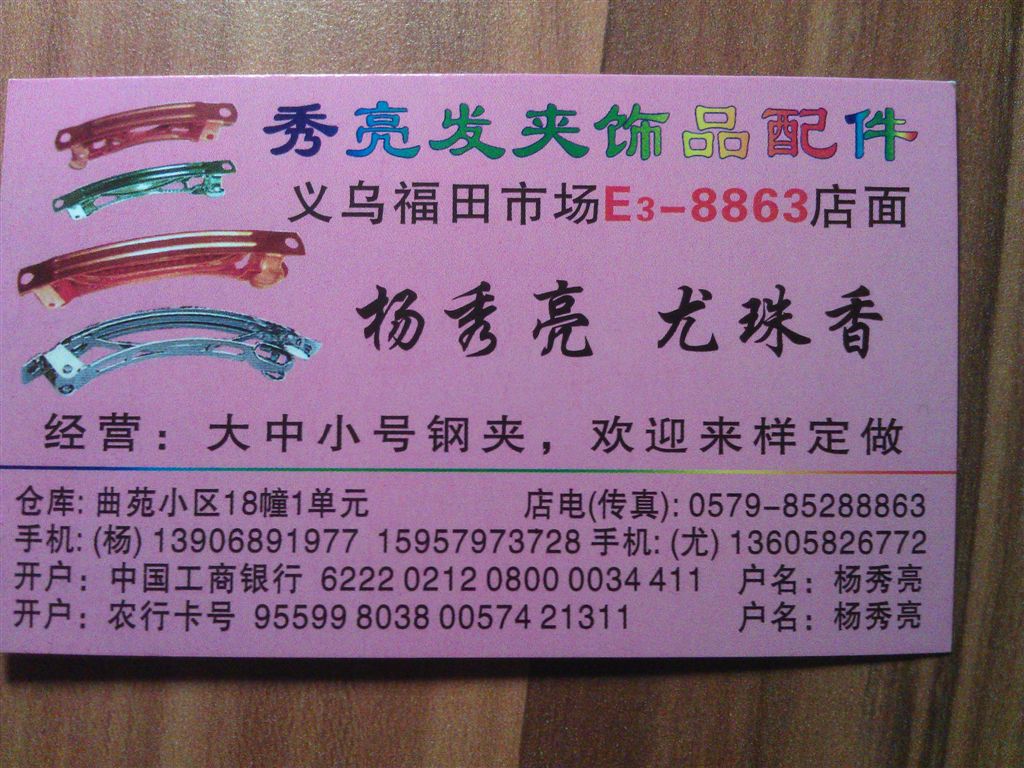 秀亮发夹饰品配件
义乌福田市场E3-8863店面
杨秀亮 尤珠香
经营：大中小号钢夹，欢迎来样定做
仓库: 曲苑小区18幢1单元 店电(传真): 0579-85288863
手机: (杨) 13906891977 15957973728 手机: (尤) 13605826772
开户：中国工商银行 6222 0212 0800 0034 411 户名：杨秀亮
开户：农行卡号 95599 8038 00574 21311 户名：杨秀亮